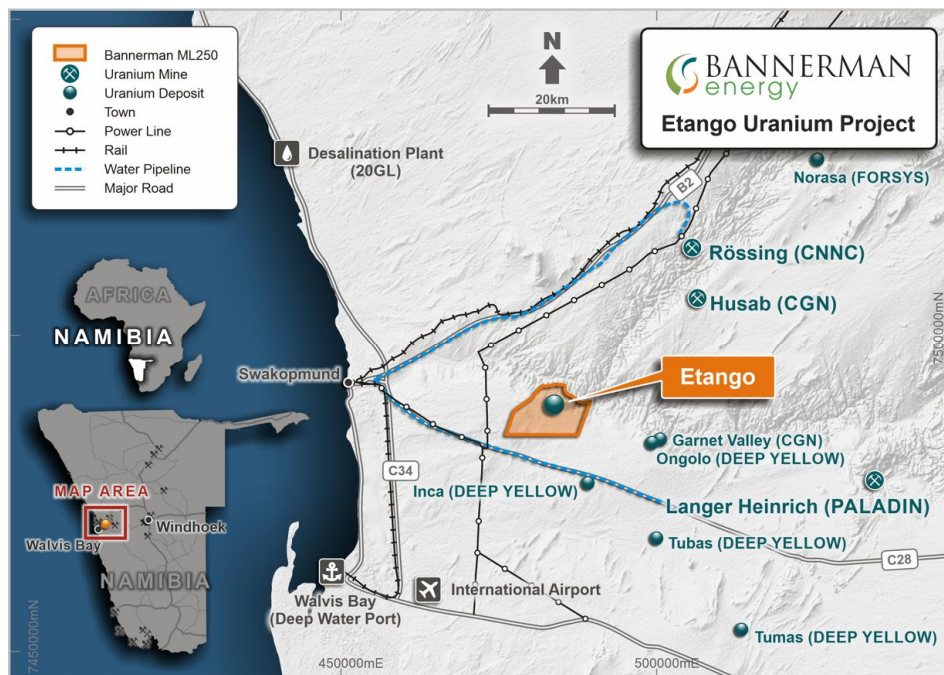 Bannerman ML250
Uranium Mine
Uranium Deposit
Town
Power Line
Rail
Water Pipeline
Major Road
N
20km
BANNERMAN
energy
Etango Uranium Project
Desalination Plant
(20GL)
B2
Norasa (FORSYS)
Rössing (CNNC)
Husab (CGN)
7500000mN
AFRICA
NAMIBIA
Swakopmund
Etango
C34
Garnet Valley (CGN)
Ongolo (DEEP YELLOW)
Inca (DEEP YELLOW)
Langer Heinrich (PALADIN)
MAP AREA
Windhoek
Walvis Bay
NAMIBIA
Tubas (DEEP YELLOW)
C28
International Airport
Walvis Bay
(Deep Water Port)
Tumas (DEEP YELLOW)
7450000mN
450000mE
500000mE